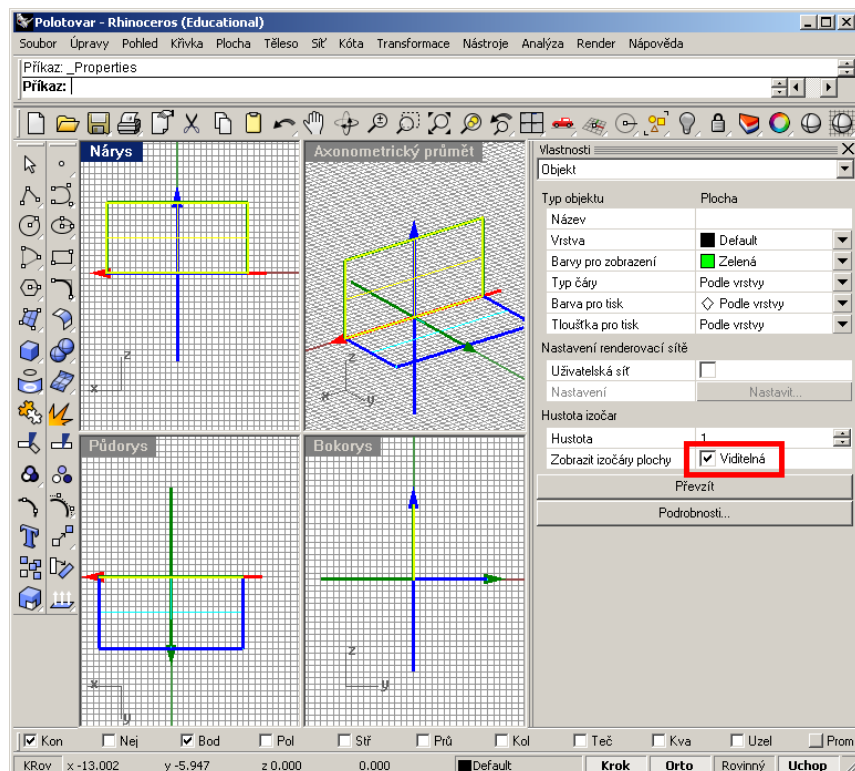 Polotovar - Rhinoceros (Educational)
Soubor Úpravy Pohled Křivka Plocha Těleso Síť Kóta Transformace Nástroje Analýza Render Nápověda
Příkaz: _Properties
Příkaz:
Nárys
z
x
Axonometrický průmět
z
x
y
Půdorys
x
y
Bokorys
z
y
Vlastnosti
Objekt
Typ objektu Plocha
Název
Vrstva Default
Barvy pro zobrazení Zelená
Typ čáry Podle vrstvy
Barva pro tisk Podle vrstvy
Tloušťka pro tisk Podle vrstvy
Nastavení renderovací sítě
Uživatelská síť
Nastavení Nastavit...
Hustota izočar
Hustota 1
Zobrazit izočáry plochy Viditelná
Převzít
Podrobnosti...
Kon Nej Bod Pol Stř Prů Kol Teč Kva Uzel Prom
KRov x -13.002 y -5.947 z 0.000 0.000 Default Krok Orto Rovinný Uchop